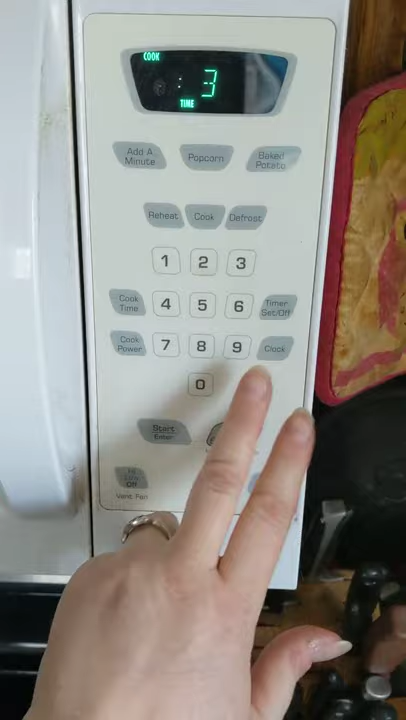 COOK
: 3
TIME
Add A
Minute
Popcorn
Baked
Potato
Reheat
Cook
Defrost
1 2 3
Cook
Time
4 5 6
Timer
Set/Off
Cook
Power
7 8 9
Clock
0
Start
Enter
Hi
Off
Vent Fan